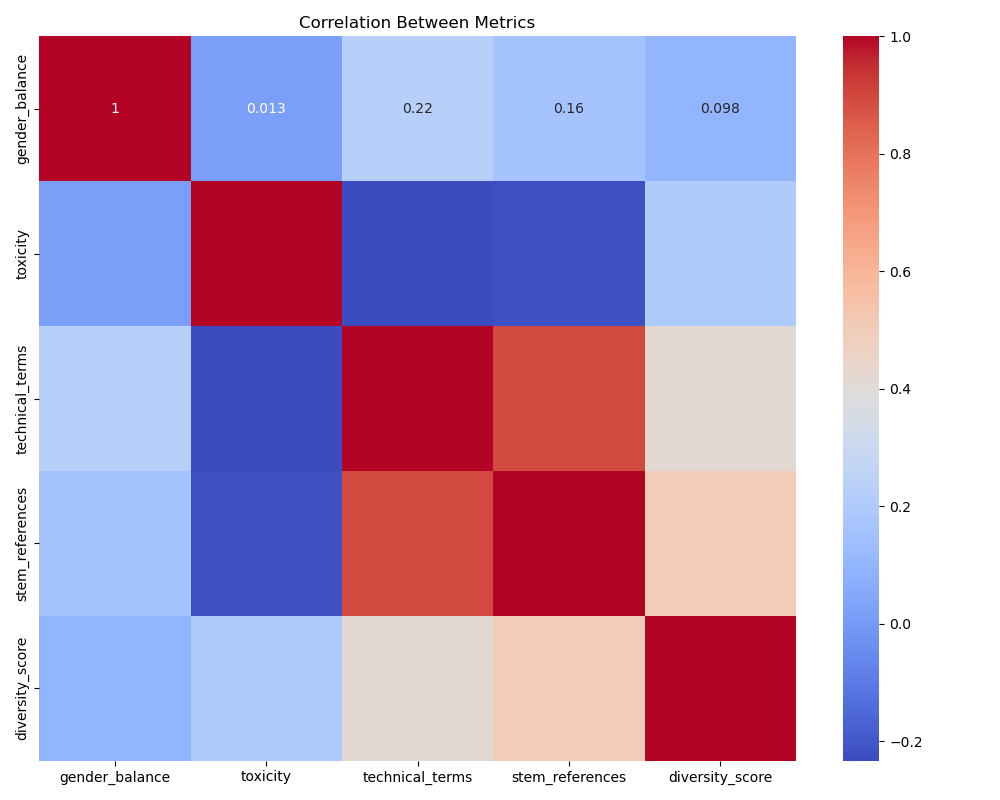 Correlation Between Metrics
gender_balance
1
0.013
0.22
0.16
0.098
toxicity
technical_terms
stem_references
diversity_score
gender_balance
toxicity
technical_terms
stem_references
diversity_score
1.0
0.8
0.6
0.4
0.2
0.0
−0.2